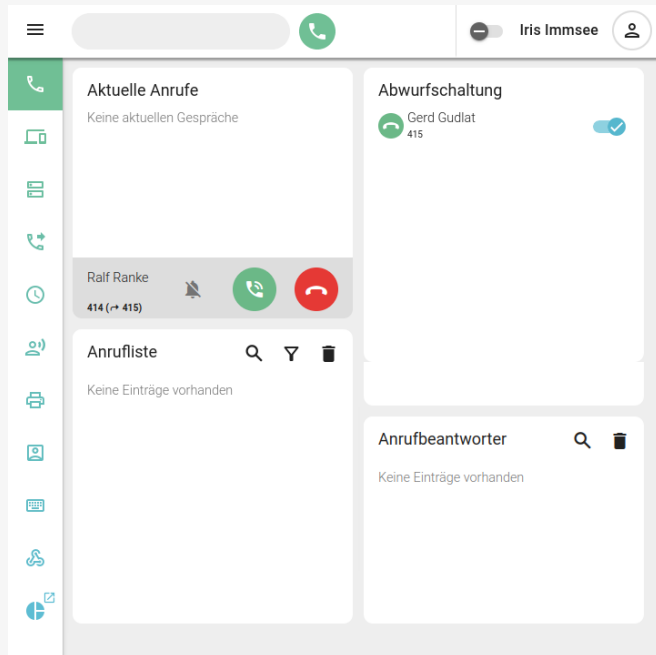 Iris Immsee
Aktuelle Anrufe
Keine aktuellen Gespräche
Ralf Ranke
414 (↱ 415)
Anrufliste
Keine Einträge vorhanden
Abwurfschaltung
Gerd Gudlat
415
Anrufbeantworter
Keine Einträge vorhanden